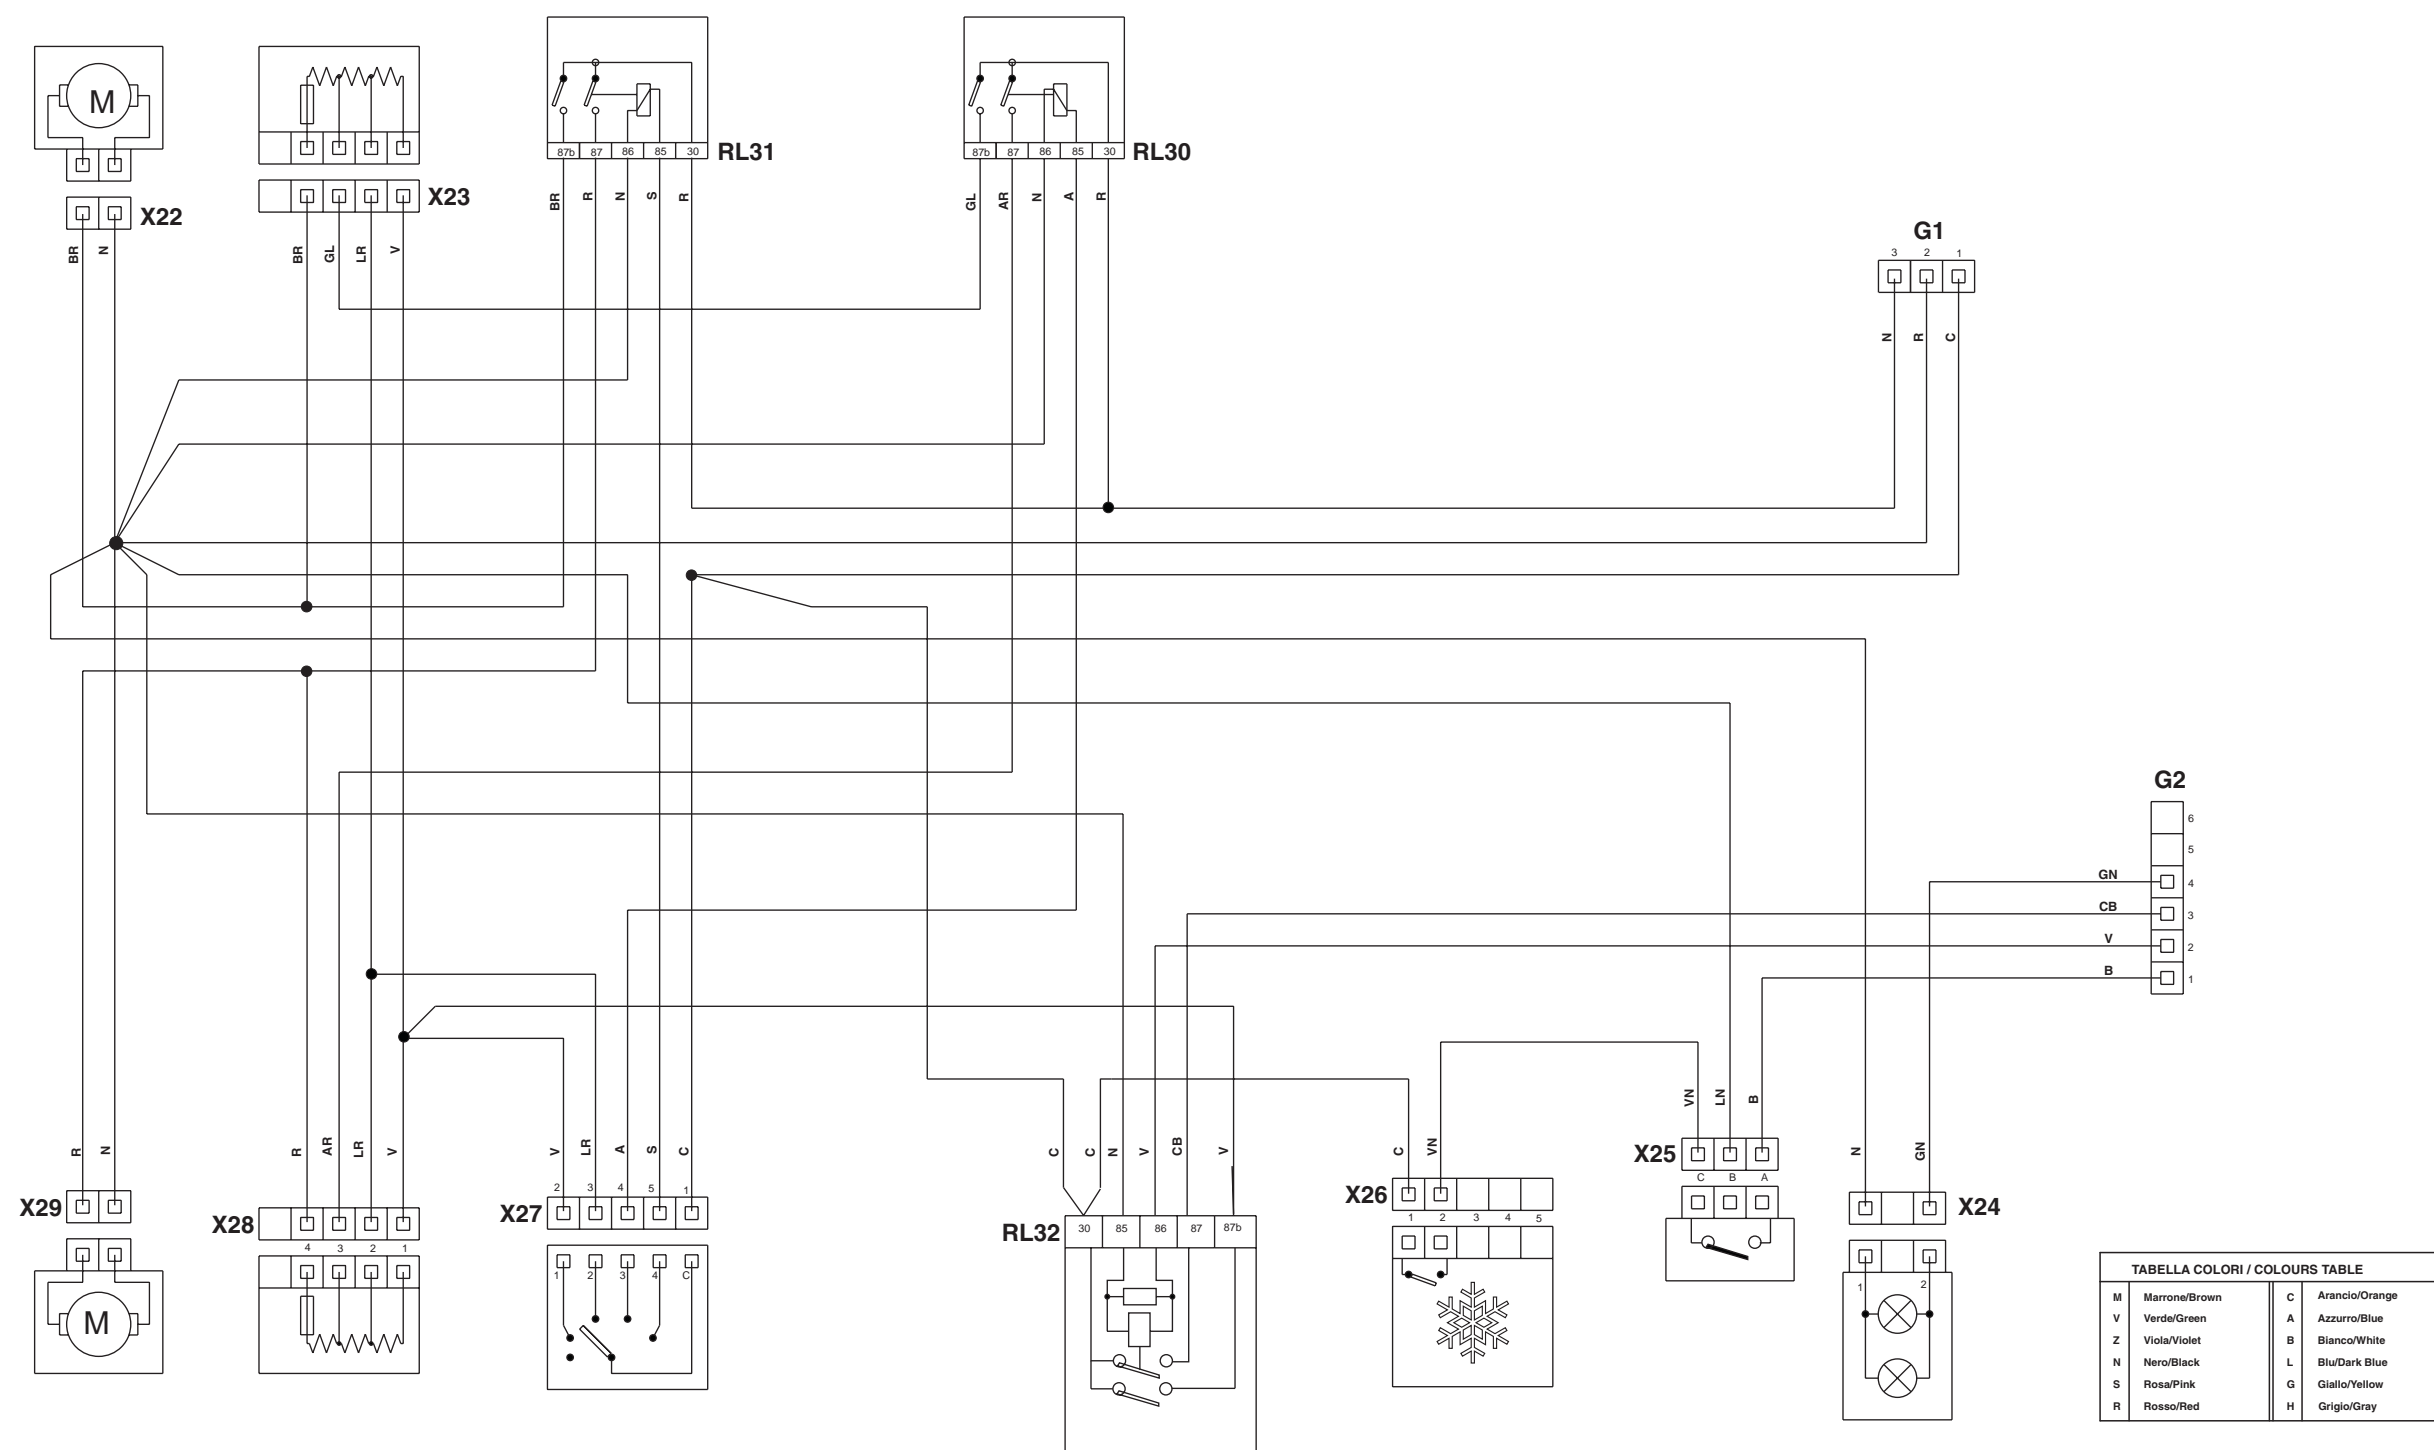 M
X22
BR N
X23
BR GL LR V
87b 87 86 85 30
RL31
BR R N S R
87b 87 86 85 30
RL30
GL AR N A R
G1
3 2 1
N R C
G2
6
5
GN 4
CB 3
V 2
B 1
R N
X29
M
R AR LR V
X28
4 3 2 1
V LR A S C
2 3 4 5 1
X27
1 2 3 4 C
C C N V CB V
RL32
30 85 86 87 87b
C VN
X26
1 2 3 4 5
VN LN B
X25
C B A
N GN
X24
1 2
TABELLA COLORI / COLOURS TABLE
M Marrone/Brown C Arancio/Orange
V Verde/Green A Azzurro/Blue
Z Viola/Violet B Bianco/White
N Nero/Black L Blu/Dark Blue
S Rosa/Pink G Giallo/Yellow
R Rosso/Red H Grigio/Gray